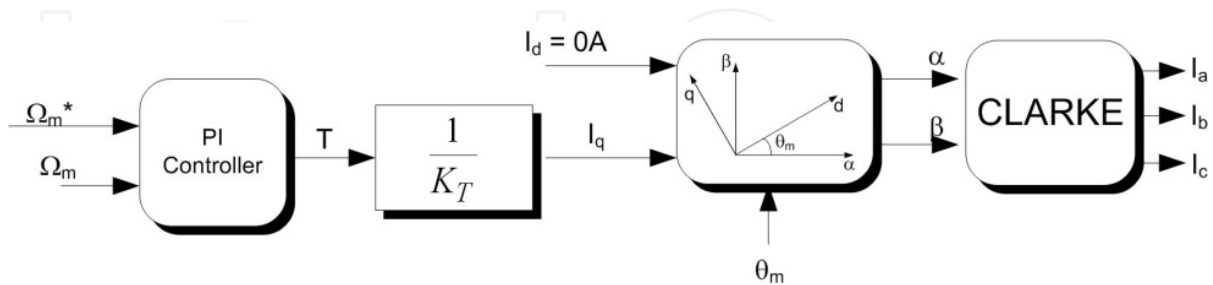 Ωm*
Ωm
PI
Controller
T
1
KT
Id = 0A
Iq
β
q
d
θm
α
θm
α
β
CLARKE
Ia
Ib
Ic